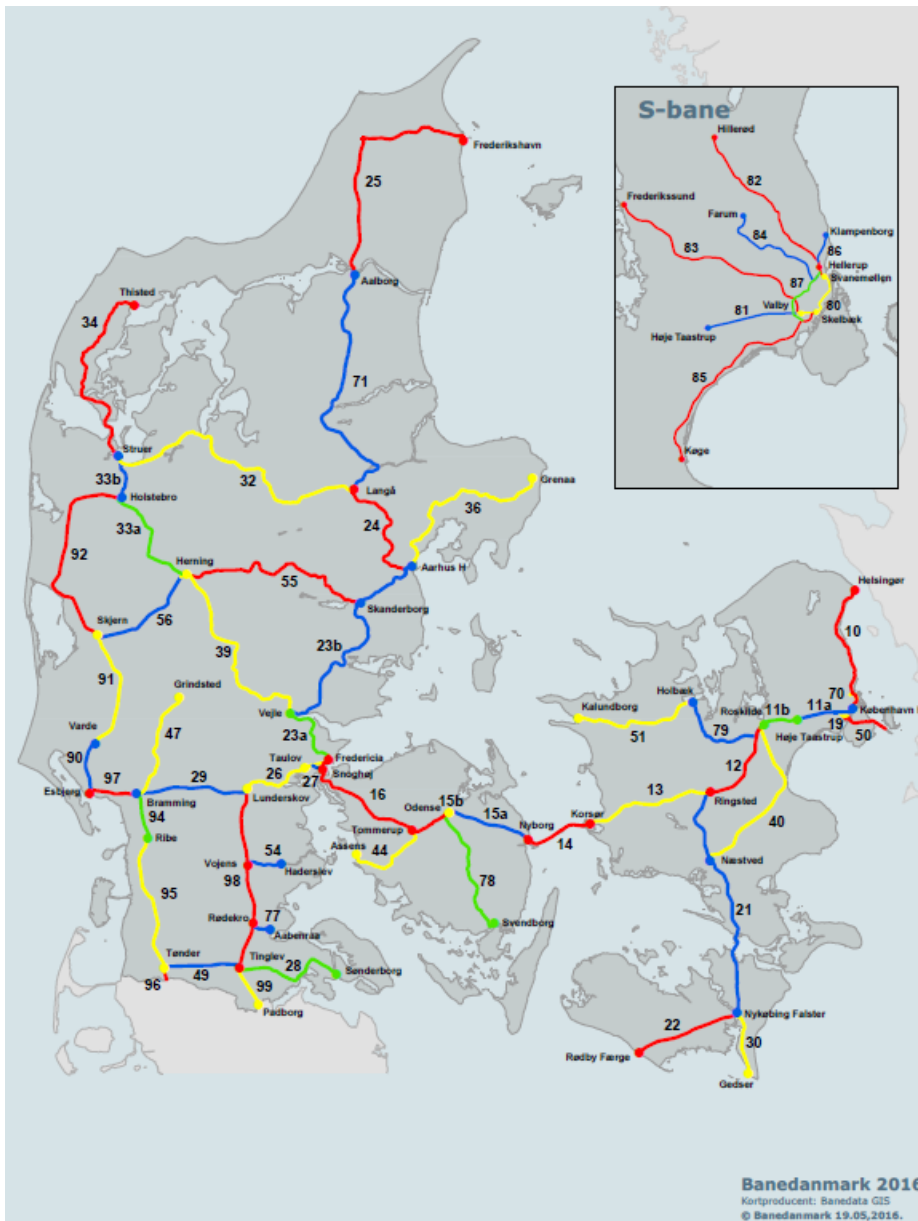 S-bane
Hillerød
82
Frederikssund
Farum
84
Klampenborg
83
86
Hellerup
Svanemøllen
87
Valby
80
81
Skelbæk
Høje Taastrup
85
Køge
Frederikshavn
25
Aalborg
Thisted
34
71
Struer
33b
32
Langå
Grenaa
Holstebro
36
33a
24
92
Herning
Aarhus H
55
Skanderborg
Skjern
56
23b
39
91
Grindsted
Vejle
Varde
47
23a
90
Taulov
Fredericia
Snoghøj
97
29
26
27
Esbjerg
Bramming
Lunderskov
94
16
Odense
15b
15a
Ribe
Tommerup
Nyborg
Korsør
Assens
44
14
54
Vojens
Haderslev
95
98
78
Rødekro
77
Aabenraa
Svendborg
Tønder
Tinglev
28
Sønderborg
49
96
99
Padborg
Helsingør
10
Kalundborg
Holbæk
70
Roskilde
11b
11a
København
19
Høje Taastrup
50
51
79
12
13
Ringsted
40
Næstved
21
Nykøbing Falster
22
30
Rødby Færge
Gedser
Banedanmark 2016
Kortproducent: Banedata GIS
© Banedanmark 19.05,2016.